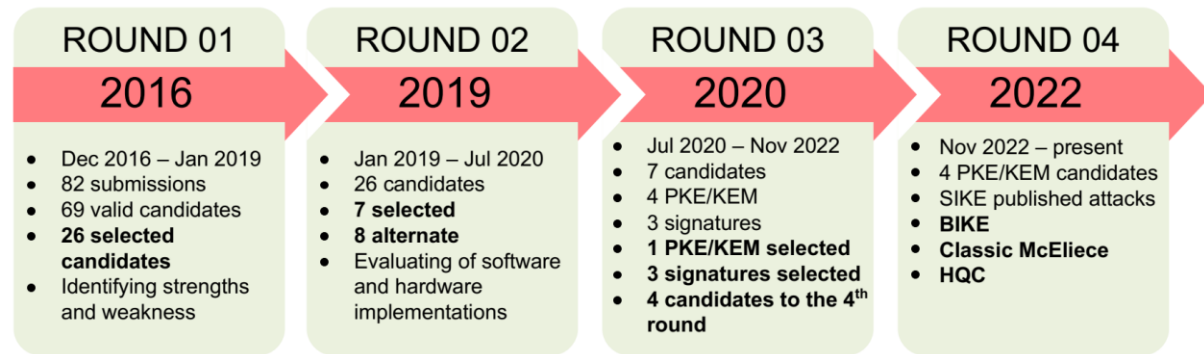 ROUND 01
2016
• Dec 2016 – Jan 2019
• 82 submissions
• 69 valid candidates
• 26 selected
candidates
• Identifying strengths
and weakness
ROUND 02
2019
• Jan 2019 – Jul 2020
• 26 candidates
• 7 selected
• 8 alternate
• Evaluating of software
and hardware
implementations
ROUND 03
2020
• Jul 2020 – Nov 2022
• 7 candidates
• 4 PKE/KEM
• 3 signatures
• 1 PKE/KEM selected
• 3 signatures selected
• 4 candidates to the 4th
round
ROUND 04
2022
• Nov 2022 – present
• 4 PKE/KEM candidates
• SIKE published attacks
• BIKE
• Classic McEliece
• HQC